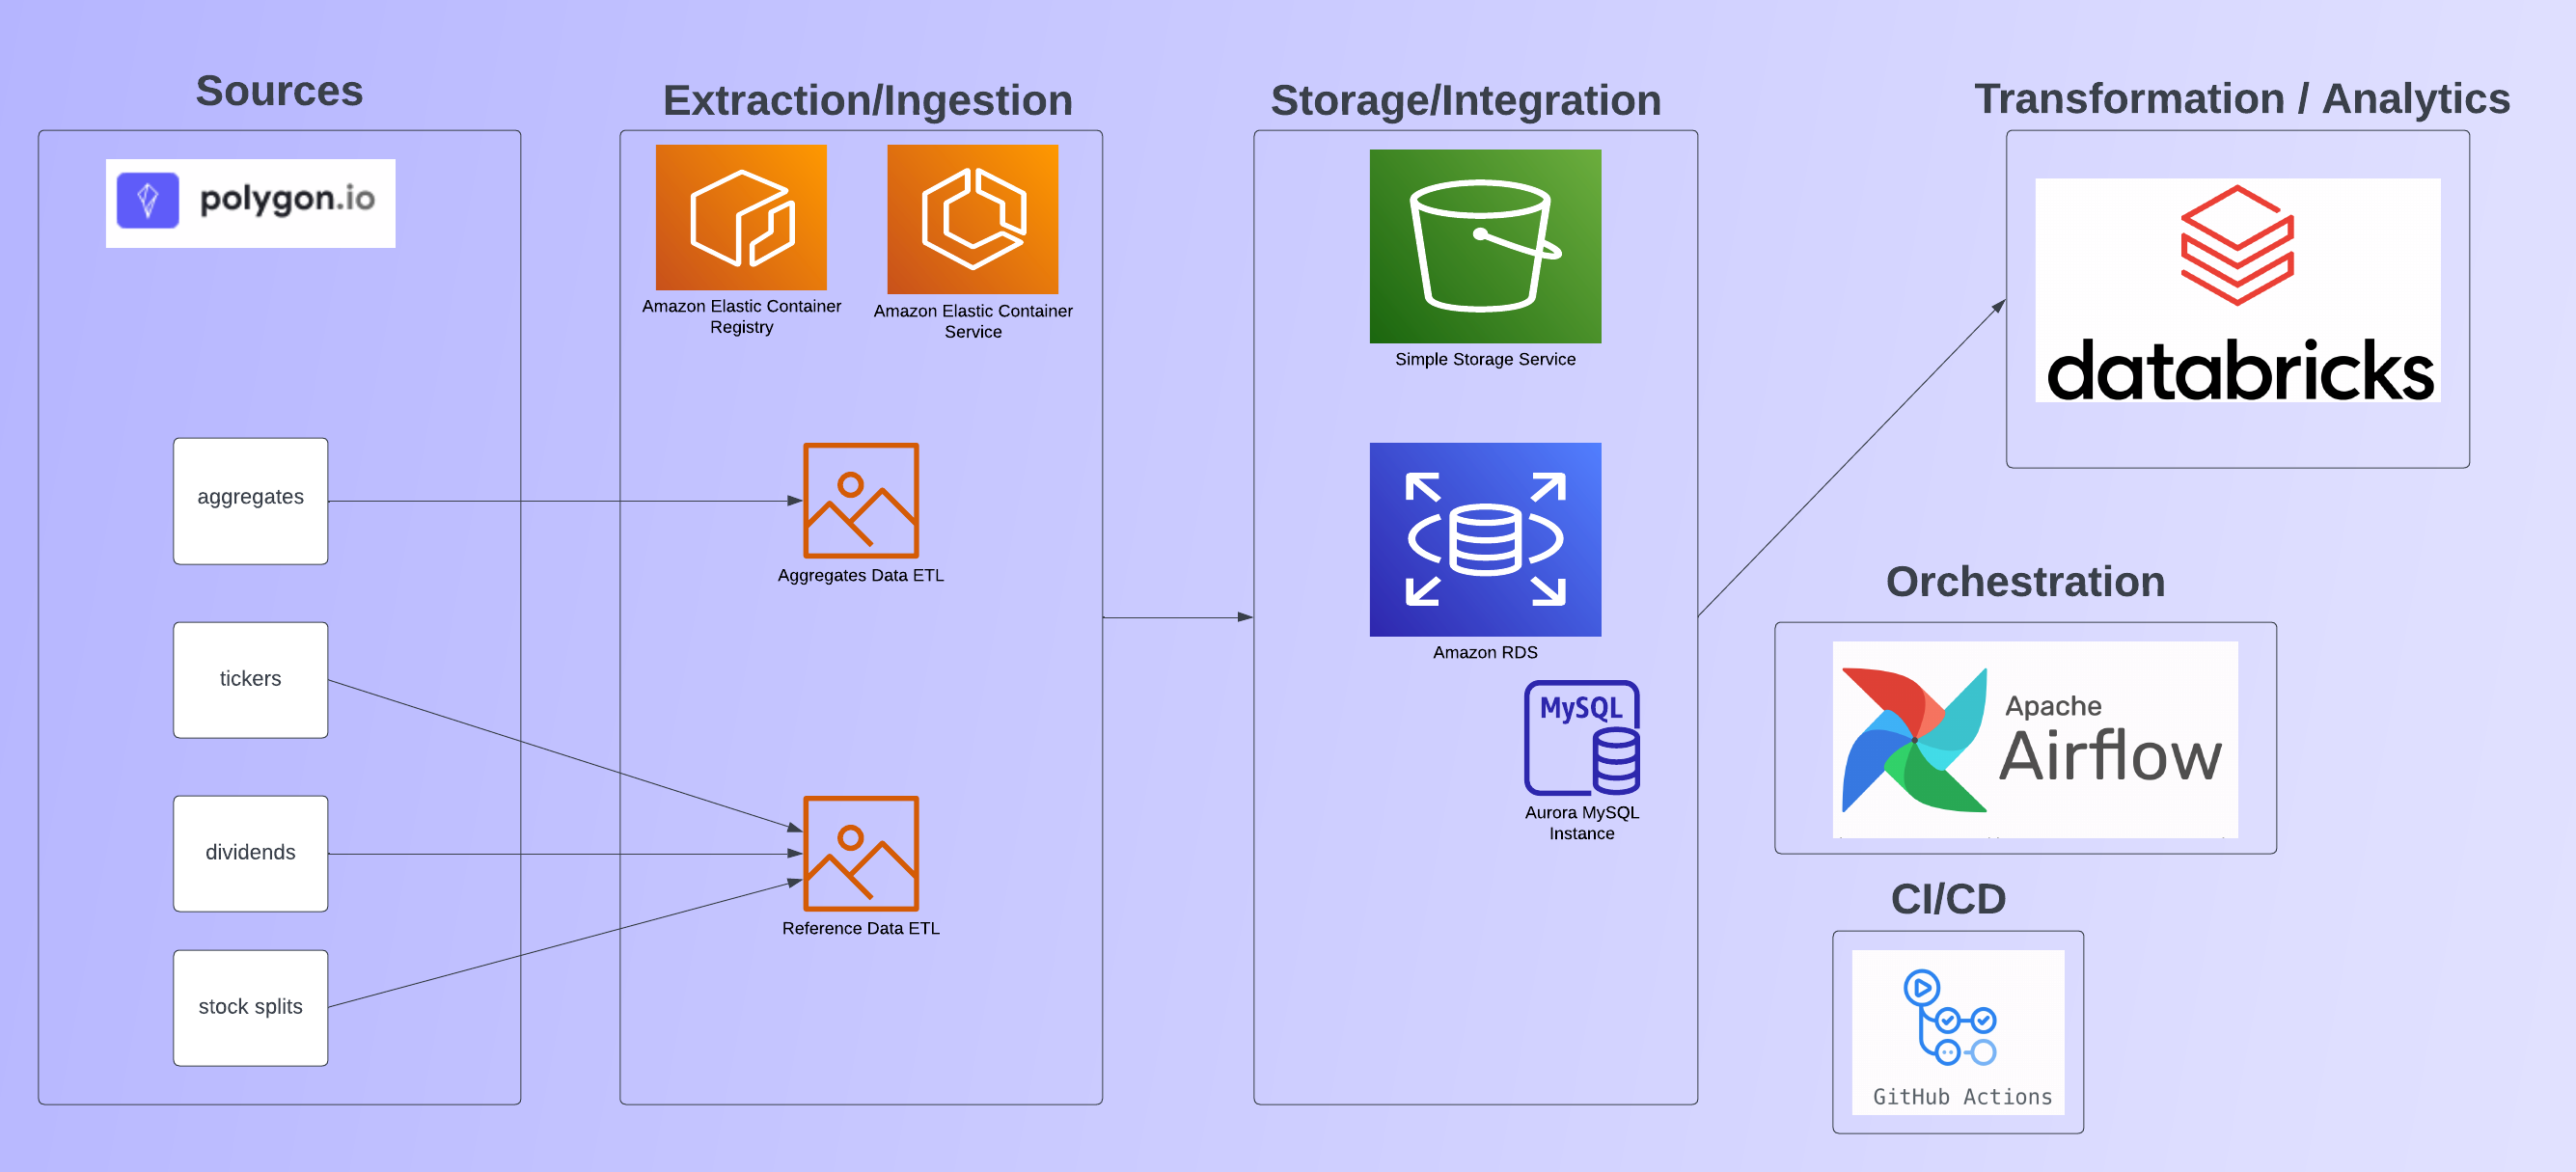 Sources
polygon.io
aggregates
tickers
dividends
stock splits
Extraction/Ingestion
Amazon Elastic Container
Registry
Amazon Elastic Container
Service
Aggregates Data ETL
Reference Data ETL
Storage/Integration
Simple Storage Service
Amazon RDS
MySQL
Aurora MySQL
Instance
Transformation / Analytics
databricks
Orchestration
Apache
Airflow
CI/CD
GitHub Actions